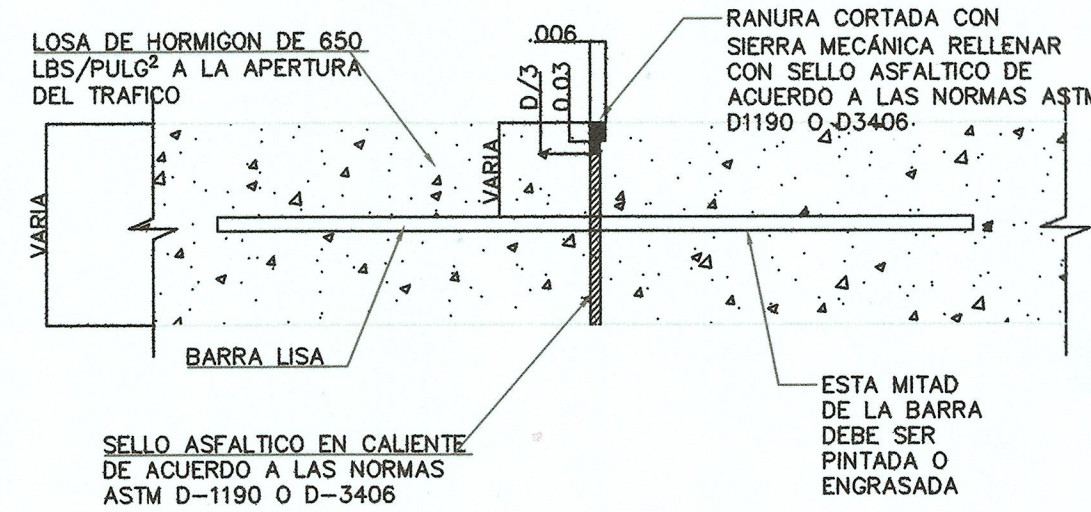 LOSA DE HORMIGON DE 650
LBS/PULG² A LA APERTURA
DEL TRAFICO
.006
D/3
0.03
RANURA CORTADA CON
SIERRA MECÁNICA RELLENAR
CON SELLO ASFALTICO DE
ACUERDO A LAS NORMAS ASTM
D1190 O D3406
VARIA
VARIA
BARRA LISA
SELLO ASFALTICO EN CALIENTE
DE ACUERDO A LAS NORMAS
ASTM D-1190 O D-3406
ESTA MITAD
DE LA BARRA
DEBE SER
PINTADA O
ENGRASADA